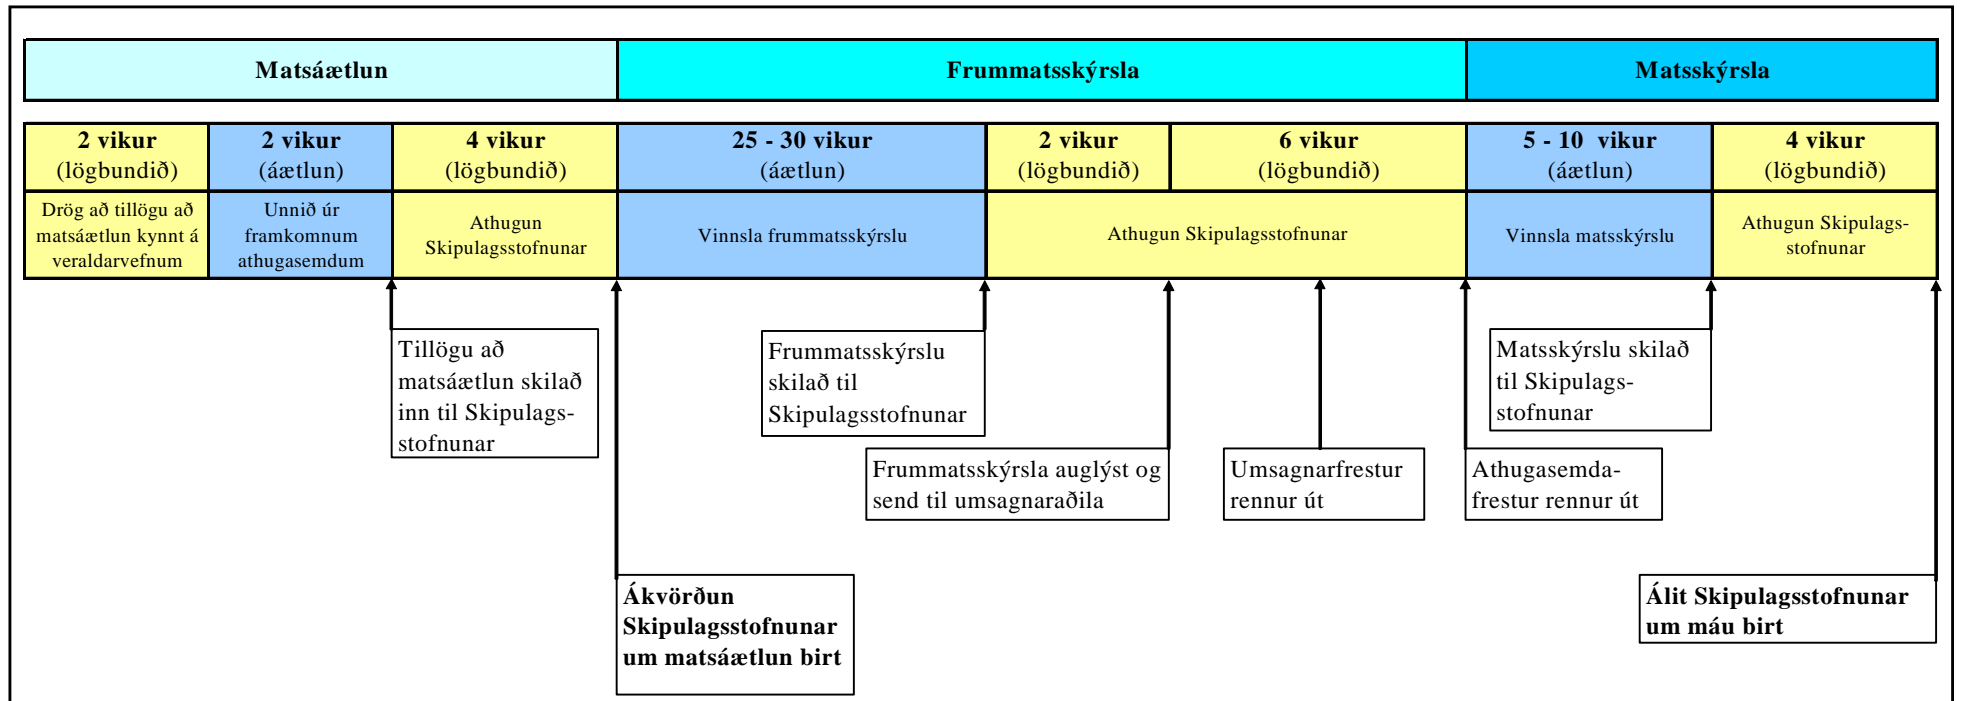 Matsáætlun
Frummatsskýrsla
Matsskýrsla
2 vikur
(lögbundið)
2 vikur
(áætlun)
4 vikur
(lögbundið)
25 - 30 vikur
(áætlun)
2 vikur
(lögbundið)
6 vikur
(lögbundið)
5 - 10 vikur
(áætlun)
4 vikur
(lögbundið)
Drög að tillögu að
matsáætlun kynnt á
veraldarvefnum
Unnið úr
framkomnum
athugasemdum
Athugun
Skipulagsstofnunar
Vinnsla frummatsskýrslu
Athugun Skipulagsstofnunar
Vinnsla matsskýrslu
Athugun Skipulags-
stofnunar
Tillögu að
matsáætlun skilað
inn til Skipulags-
stofnunar
Frummatsskýrslu
skilað til
Skipulagsstofnunar
Matsskýrslu skilað
til Skipulags-
stofnunar
Frummatsskýrsla auglýst og
send til umsagnaraðila
Umsagnarfrestur
rennur út
Athugasemda-
frestur rennur út
Ákvörðun
Skipulagsstofnunar
um matsáætlun birt
Álit Skipulagsstofnunar
um máu birt